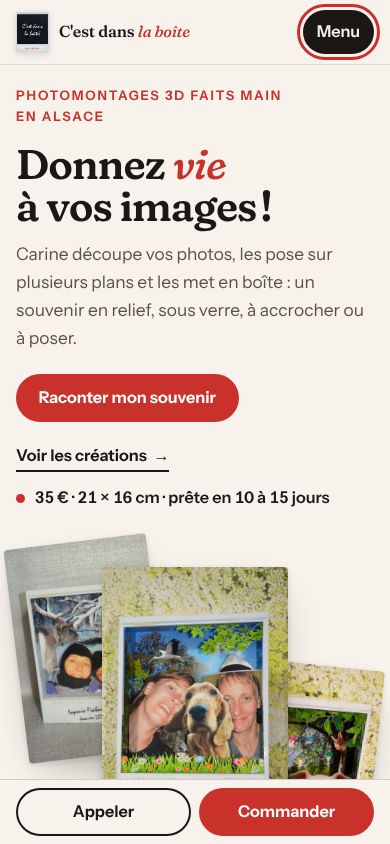 C'est dans la boîte
Menu
PHOTOMONTAGES 3D FAITS MAIN
EN ALSACE
Donnez vie
à vos images !
Carine découpe vos photos, les pose sur
plusieurs plans et les met en boîte : un
souvenir en relief, sous verre, à accrocher ou
à poser.
Raconter mon souvenir
Voir les créations →
35 € · 21 × 16 cm · prête en 10 à 15 jours
Appeler
Commander